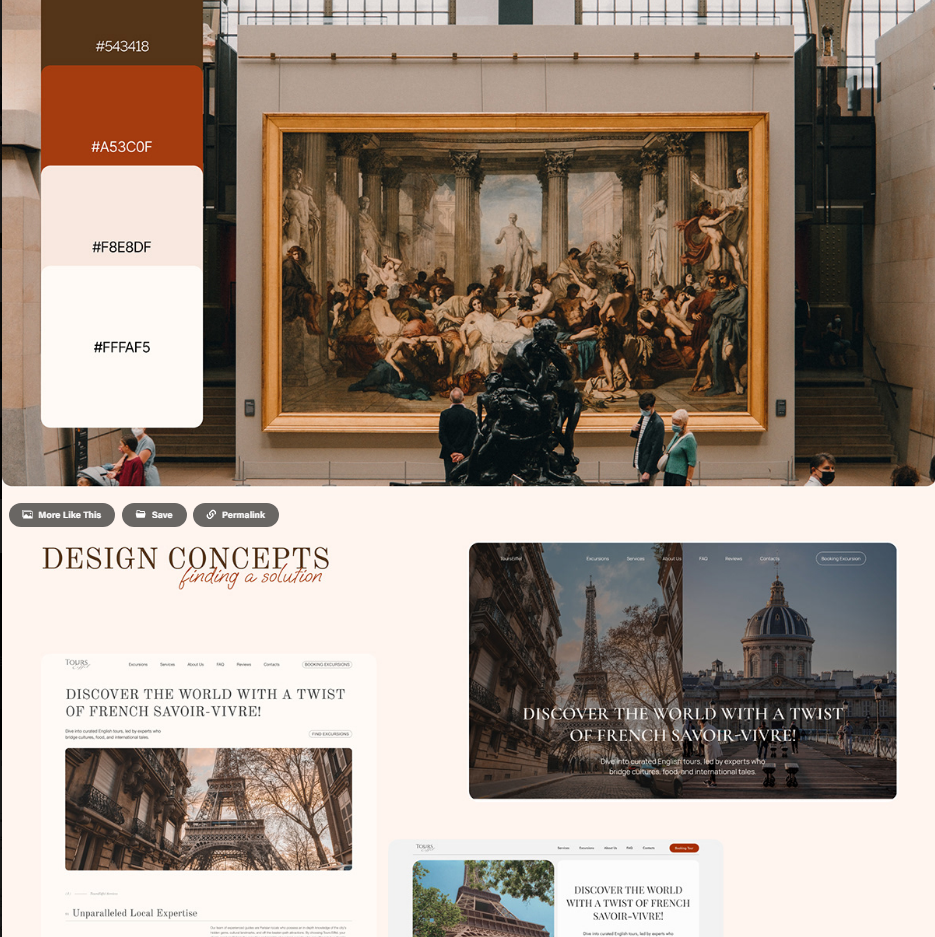 #543418
#A53C0F
#F8E8DF
#FFFAF5
More Like This
Save
Permalink
DESIGN CONCEPTS
finding a solution
Excursions Services About Us FAQ Reviews Contacts
Booking Excursion
DISCOVER THE WORLD WITH A TWIST
OF FRENCH SAVOIR-VIVRE!
Dive into curated English tours, led by experts who
bridge cultures, food, and international tales.
TOURS
Excursions Services About Us FAQ Reviews Contacts
BOOKING EXCURSIONS
DISCOVER THE WORLD WITH A TWIST
OF FRENCH SAVOIR-VIVRE!
Dive into curated English tours, led by experts who
bridge cultures, food, and international tales.
FIND EXCURSIONS
Unparalleled Local Expertise
TOURS
Services Excursions About Us FAQ Contacts
Booking Tour
DISCOVER THE WORLD
WITH A TWIST OF FRENCH
SAVOIR-VIVRE!
Dive into curated English tours, led by experts who